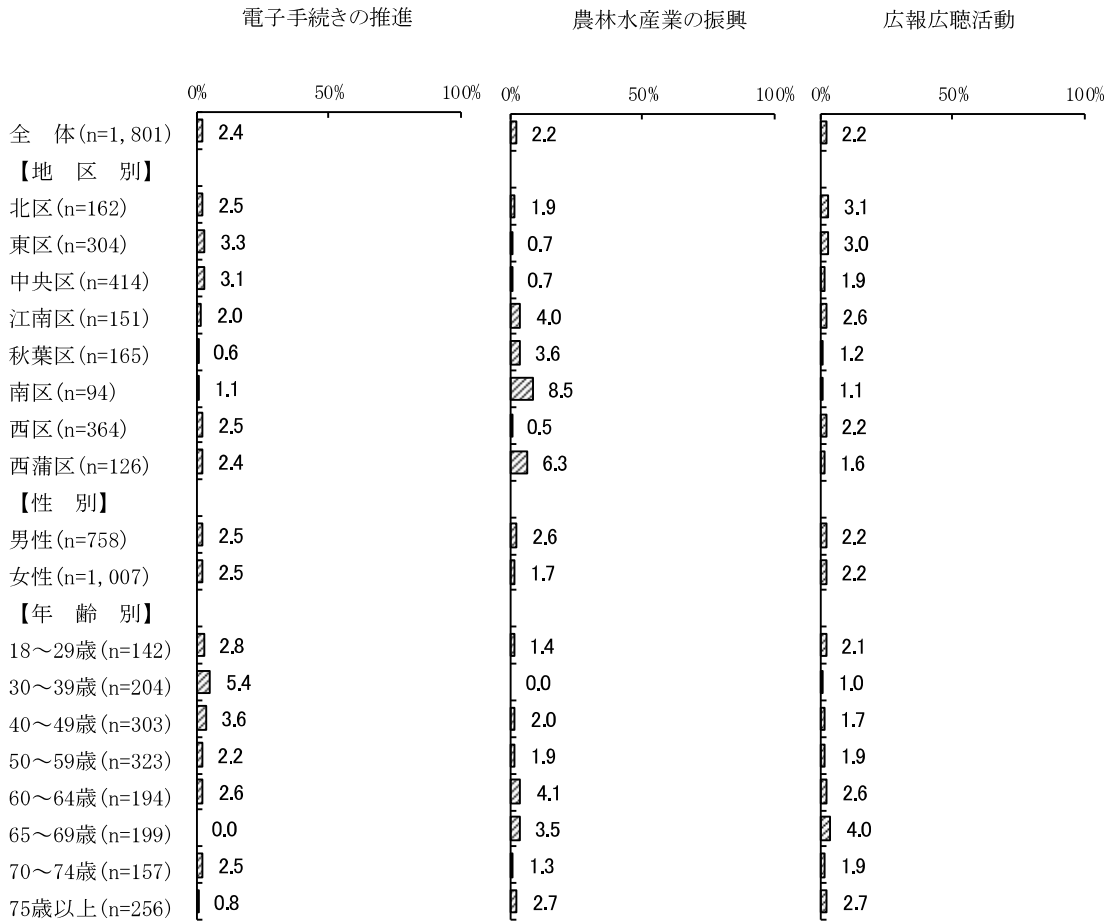 電子手続きの推進　農林水産業の振興　広報広聴活動
0% 50% 100% 0% 50% 100% 0% 50% 100%
全　体(n=1,801) 2.4 2.2 2.2
【地　区　別】
北区(n=162) 2.5 1.9 3.1
東区(n=304) 3.3 0.7 3.0
中央区(n=414) 3.1 0.7 1.9
江南区(n=151) 2.0 4.0 2.6
秋葉区(n=165) 0.6 3.6 1.2
南区(n=94) 1.1 8.5 1.1
西区(n=364) 2.5 0.5 2.2
西蒲区(n=126) 2.4 6.3 1.6
【性　別】
男性(n=758) 2.5 2.6 2.2
女性(n=1,007) 2.5 1.7 2.2
【年　齢　別】
18～29歳(n=142) 2.8 1.4 2.1
30～39歳(n=204) 5.4 0.0 1.0
40～49歳(n=303) 3.6 2.0 1.7
50～59歳(n=323) 2.2 1.9 1.9
60～64歳(n=194) 2.6 4.1 2.6
65～69歳(n=199) 0.0 3.5 4.0
70～74歳(n=157) 2.5 1.3 1.9
75歳以上(n=256) 0.8 2.7 2.7